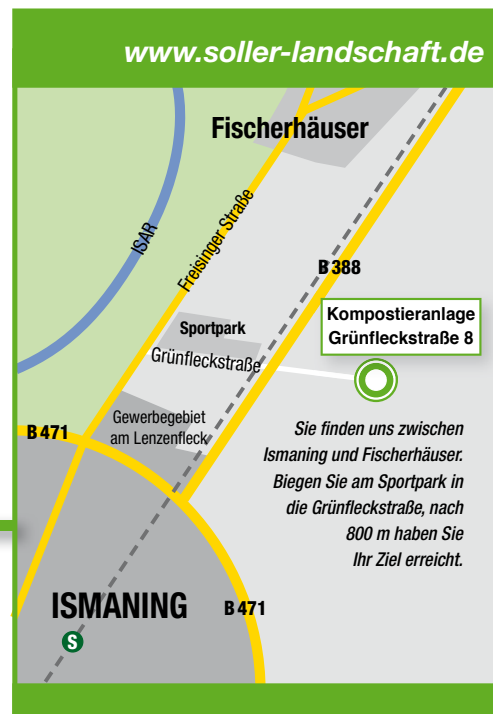 www.soller-landschaft.de
Fischerhäuser
ISAR
Freisinger Straße
B 388
Kompostieranlage
Grünfleckstraße 8
Sportpark
Grünfleckstraße
Gewerbegebiet
am Lenzenfleck
B 471
Sie finden uns zwischen
Ismaning und Fischerhäuser.
Biegen Sie am Sportpark in
die Grünfleckstraße, nach
800 m haben Sie
Ihr Ziel erreicht.
ISMANING
B 471
S